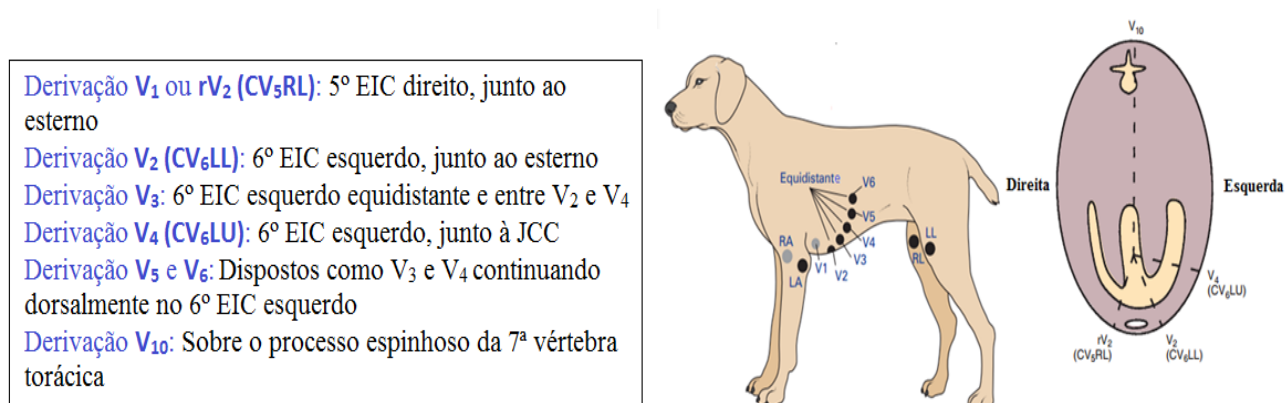 Derivação V₁ ou rV₂ (CV₅RL): 5º EIC direito, junto ao
esterno
Derivação V₂ (CV₆LL): 6º EIC esquerdo, junto ao esterno
Derivação V₃: 6º EIC esquerdo equidistante e entre V₂ e V₄
Derivação V₄ (CV₆LU): 6º EIC esquerdo, junto à JCC
Derivação V₅ e V₆: Dispostos como V₃ e V₄ continuando
dorsalmente no 6º EIC esquerdo
Derivação V₁₀: Sobre o processo espinhoso da 7ª vértebra
torácica
Equidistante
V6
V5
V4
V3
V2
V1
RA
LA
LL
RL
V₁₀
Direita
Esquerda
V₄
(CV₆LU)
rV₂
(CV₅RL)
V₂
(CV₆LL)